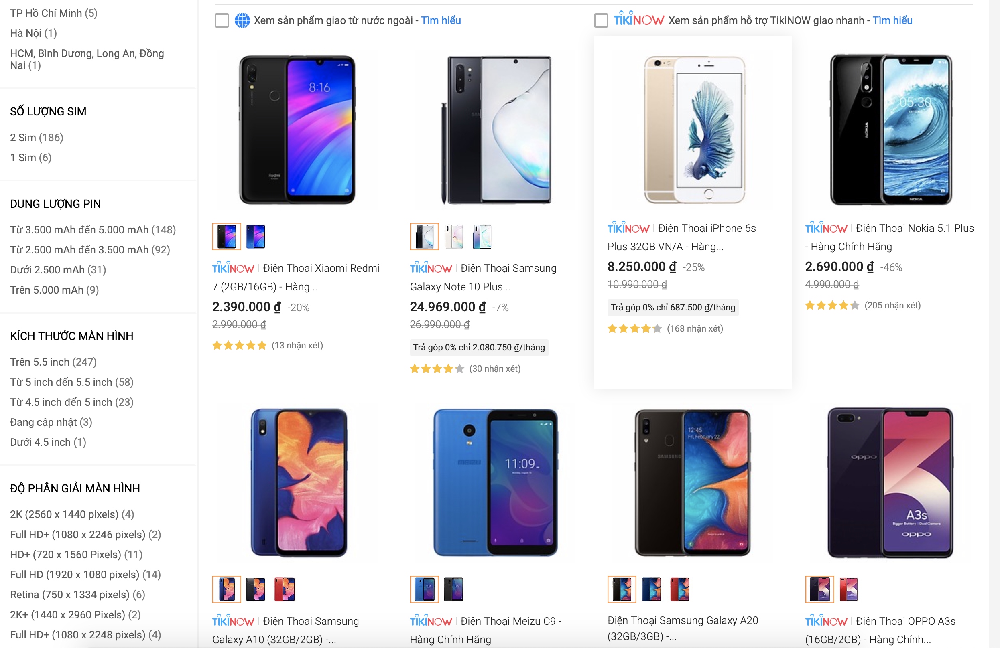 TP Hồ Chí Minh (5)
Hà Nội (1)
HCM, Bình Dương, Long An, Đồng
Nai (1)
SỐ LƯỢNG SIM
2 Sim (186)
1 Sim (6)
DUNG LƯỢNG PIN
Từ 3.500 mAh đến 5.000 mAh (148)
Từ 2.500 mAh đến 3.500 mAh (92)
Dưới 2.500 mAh (31)
Trên 5.000 mAh (9)
KÍCH THƯỚC MÀN HÌNH
Trên 5.5 inch (247)
Từ 5 inch đến 5.5 inch (58)
Từ 4.5 inch đến 5 inch (23)
Đang cập nhật (3)
Dưới 4.5 inch (1)
ĐỘ PHÂN GIẢI MÀN HÌNH
2K (2560 x 1440 pixels) (4)
Full HD+ (1080 x 2246 pixels) (2)
HD+ (720 x 1560 Pixels) (11)
Full HD (1920 x 1080 pixels) (14)
Retina (750 x 1334 pixels) (6)
2K+ (1440 x 2960 Pixels) (2)
Full HD+ (1080 x 2248 pixels) (4)
Xem sản phẩm giao từ nước ngoài - Tìm hiểu
TIKINOW Xem sản phẩm hỗ trợ TikiNOW giao nhanh - Tìm hiểu
8:16
Redmi
TIKINOW Điện Thoại Xiaomi Redmi
7 (2GB/16GB) - Hàng...
2.390.000 ₫ -20%
2.990.000 ₫
(13 nhận xét)
TIKINOW Điện Thoại Samsung
Galaxy Note 10 Plus...
24.969.000 ₫ -7%
26.990.000 ₫
Trả góp 0% chỉ 2.080.750 ₫/tháng
(30 nhận xét)
TIKINOW Điện Thoại iPhone 6s
Plus 32GB VN/A - Hàng...
8.250.000 ₫ -25%
10.990.000 ₫
Trả góp 0% chỉ 687.500 ₫/tháng
(168 nhận xét)
05:30
NOKIA
NOKIA
TIKINOW Điện Thoại Nokia 5.1 Plus
- Hàng Chính Hãng
2.690.000 ₫ -46%
4.990.000 ₫
(205 nhận xét)
TIKINOW Điện Thoại Samsung
Galaxy A10 (32GB/2GB) -...
MEIZU
11:09
TIKINOW Điện Thoại Meizu C9 -
Hàng Chính Hãng
SAMSUNG
12:45
Fri, February 22
Điện Thoại Samsung Galaxy A20
(32GB/3GB) -...
oppo
A3s
Bigger Battery | Dual Camera
oppo
TIKINOW Điện Thoại OPPO A3s
(16GB/2GB) - Hàng Chính...